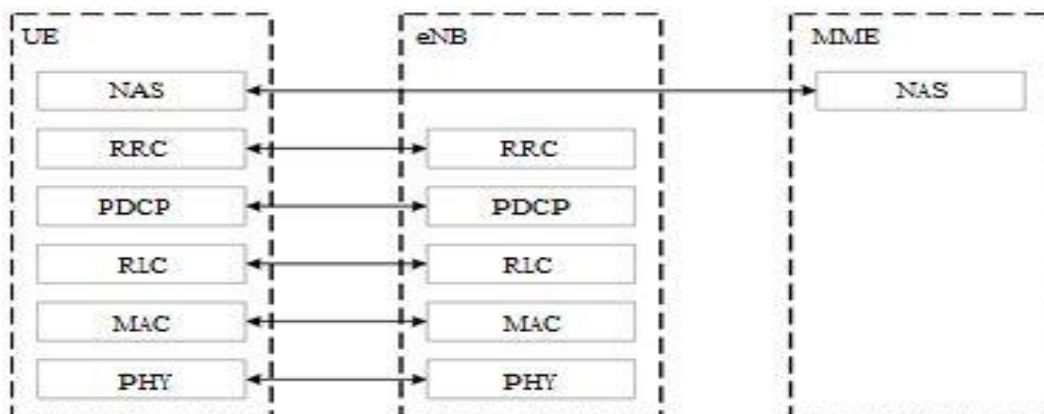 UE eNB MME
NAS NAS
RRC RRC
PDCP PDCP
RLC RLC
MAC MAC
PHY PHY